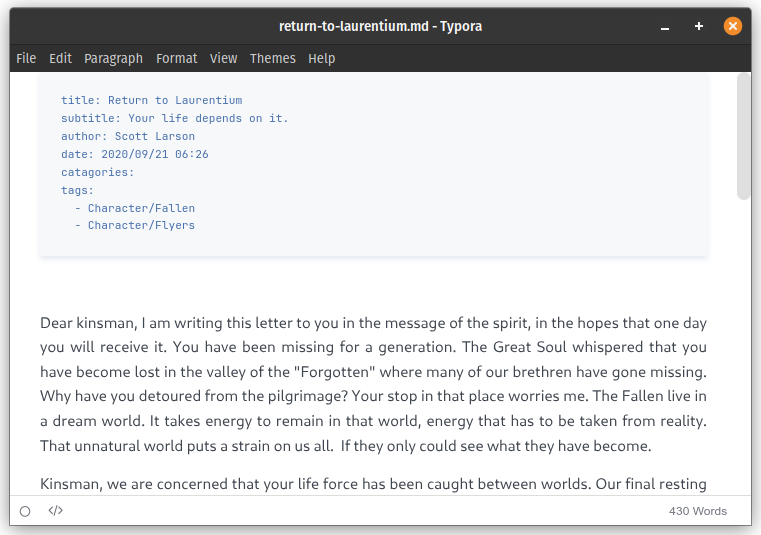 return-to-laurentium.md - Typora
File Edit Paragraph Format View Themes Help
title: Return to Laurentium
subtitle: Your life depends on it.
author: Scott Larson
date: 2020/09/21 06:26
catagories:
tags:
- Character/Fallen
- Character/Flyers
Dear kinsman, I am writing this letter to you in the message of the spirit, in the hopes that one day
you will receive it. You have been missing for a generation. The Great Soul whispered that you
have become lost in the valley of the "Forgotten" where many of our brethren have gone missing.
Why have you detoured from the pilgrimage? Your stop in that place worries me. The Fallen live in
a dream world. It takes energy to remain in that world, energy that has to be taken from reality.
That unnatural world puts a strain on us all.  If they only could see what they have become.
Kinsman, we are concerned that your life force has been caught between worlds. Our final resting
</> 430 Words